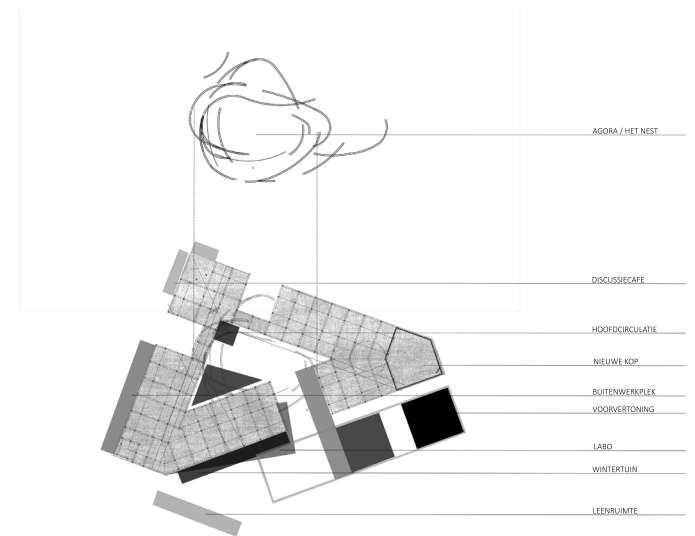 AGORA / HET NEST
DISCUSSIECAFE
HOOFDCIRCULATIE
NIEUWE KOP
BUITENWERKPLEK
VOORVERTONING
LABO
WINTERTUIN
LEENRUIMTE